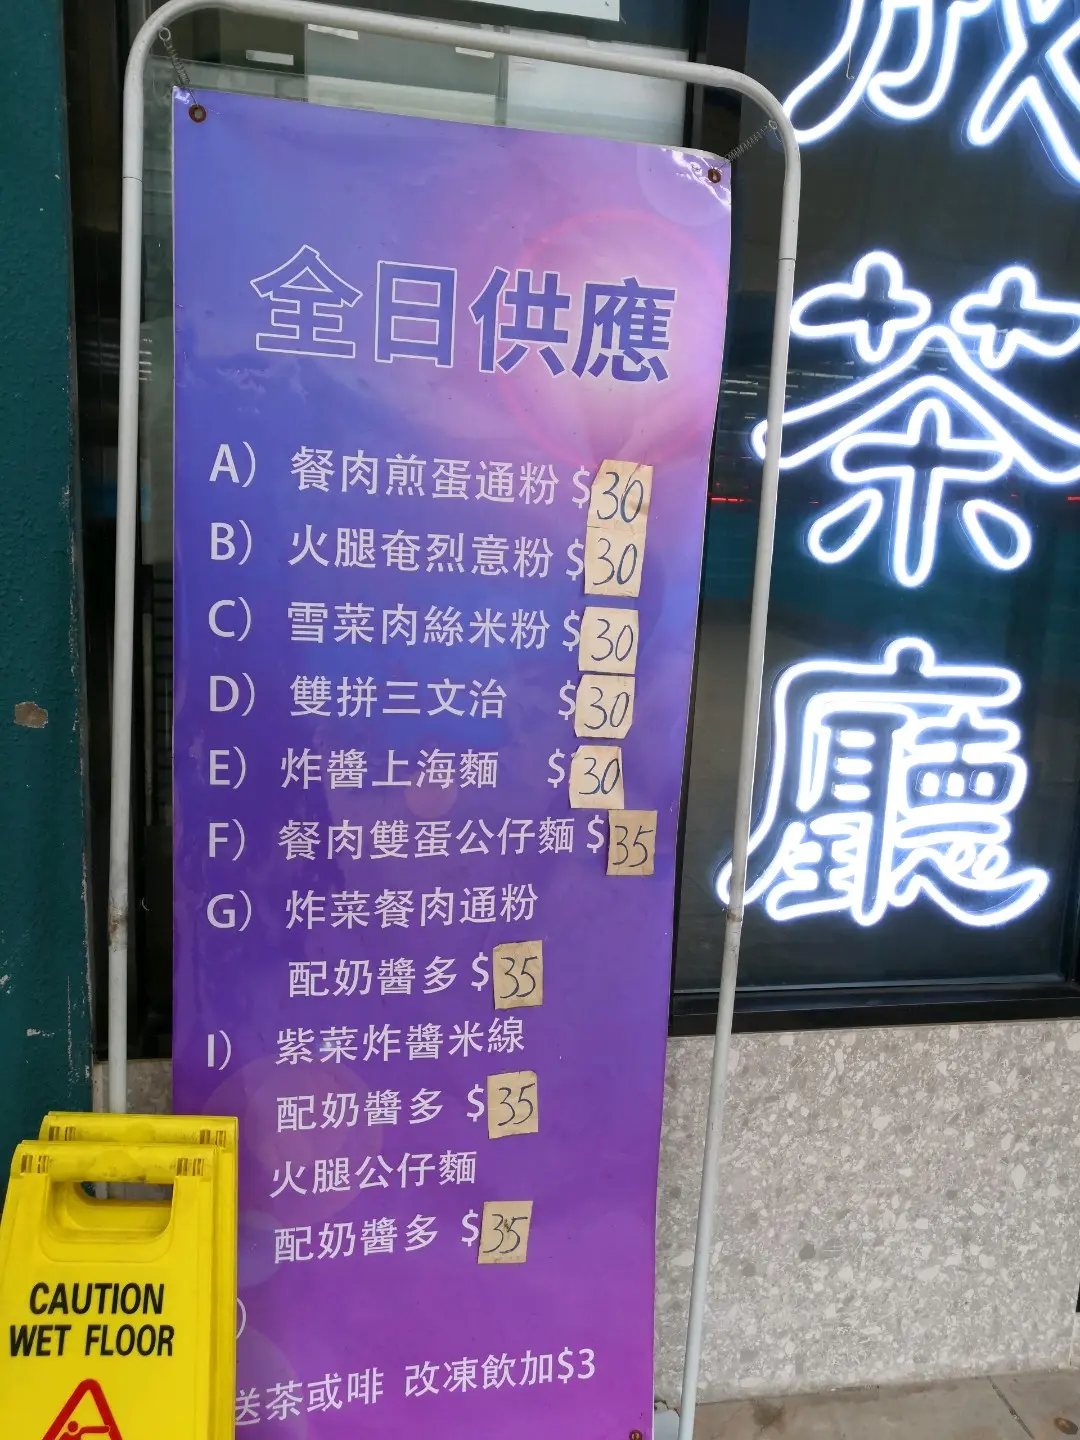 全日供應
A) 餐肉煎蛋通粉 $30
B) 火腿奄烈意粉 $30
C) 雪菜肉絲米粉 $30
D) 雙拼三文治 $30
E) 炸醬上海麵 $30
F) 餐肉雙蛋公仔麵 $35
G) 炸菜餐肉通粉
配奶醬多 $35
I) 紫菜炸醬米線
配奶醬多 $35
火腿公仔麵
配奶醬多 $35
)
送茶或啡 改凍飲加$3
茶
廳
CAUTION
WET FLOOR